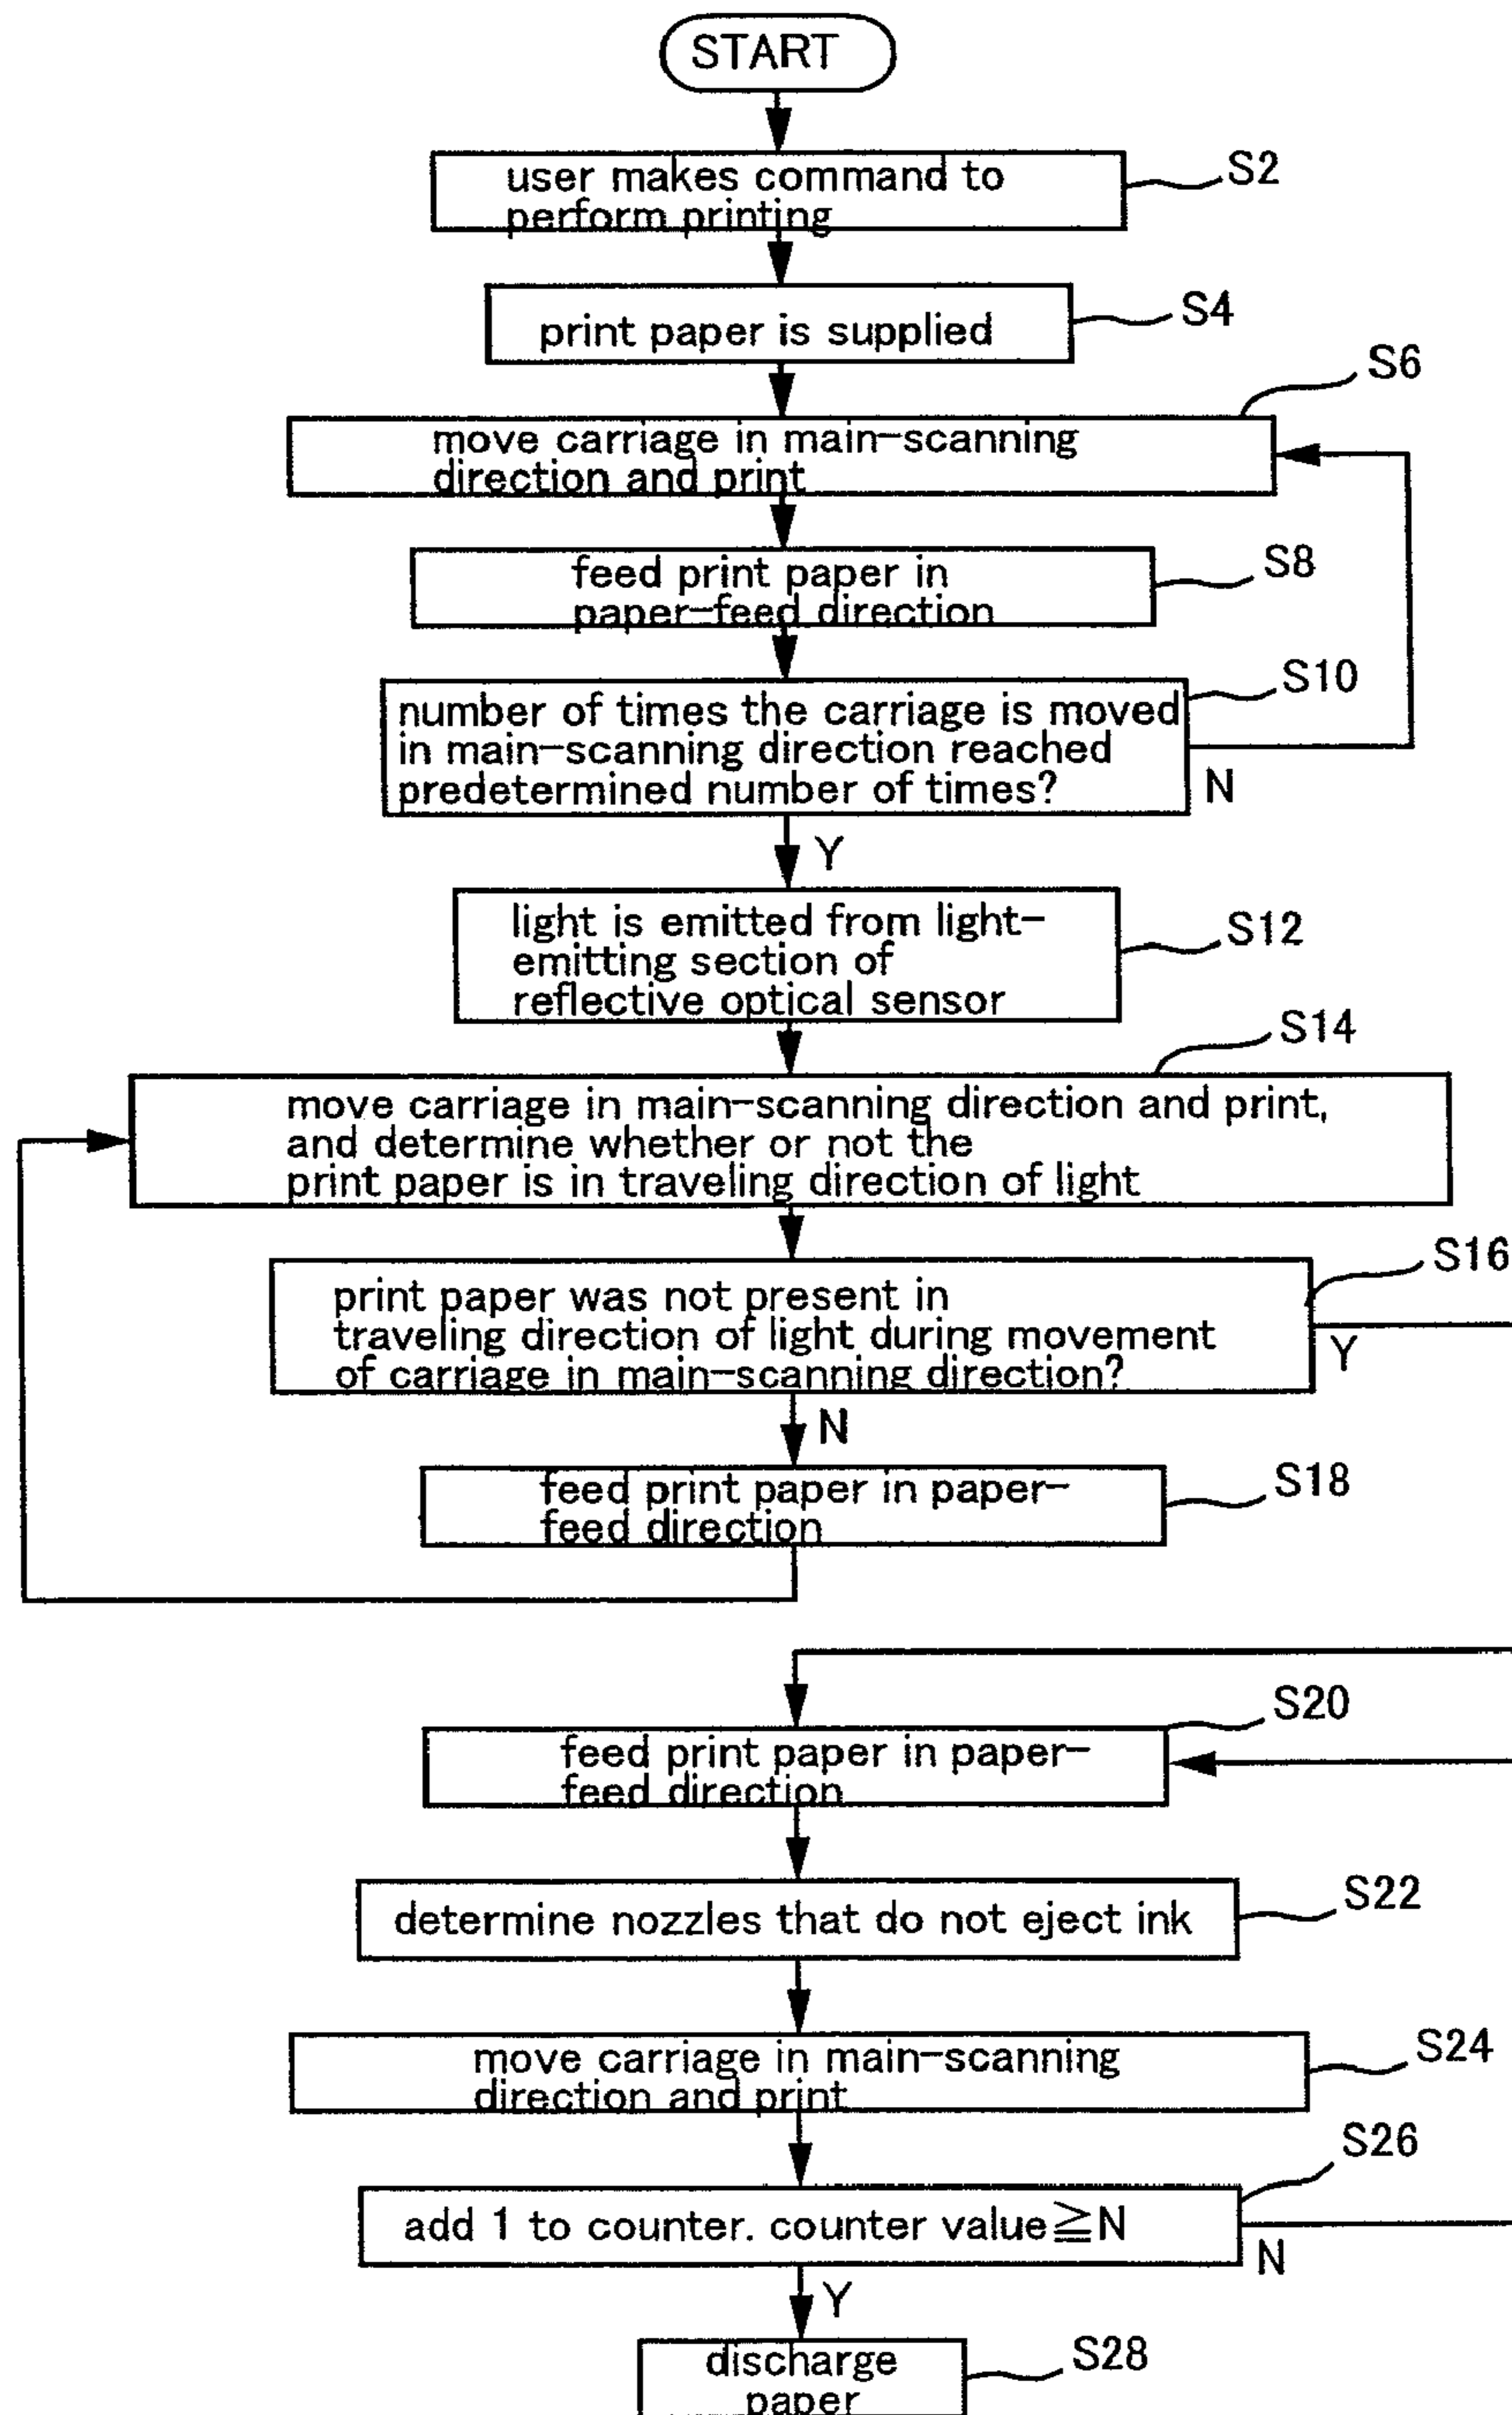 START
user makes command to
perform printing
S2
print paper is supplied
S4
move carriage in main-scanning
direction and print
S6
feed print paper in
paper-feed direction
S8
number of times the carriage is moved
in main-scanning direction reached
predetermined number of times?
S10
N
Y
light is emitted from light-
emitting section of
reflective optical sensor
S12
move carriage in main-scanning direction and print,
and determine whether or not the
print paper is in traveling direction of light
S14
print paper was not present in
traveling direction of light during movement
of carriage in main-scanning direction?
S16
Y
N
feed print paper in paper-
feed direction
S18
feed print paper in paper-
feed direction
S20
determine nozzles that do not eject ink
S22
move carriage in main-scanning
direction and print
S24
add 1 to counter. counter value≧N
S26
N
Y
discharge
paper
S28